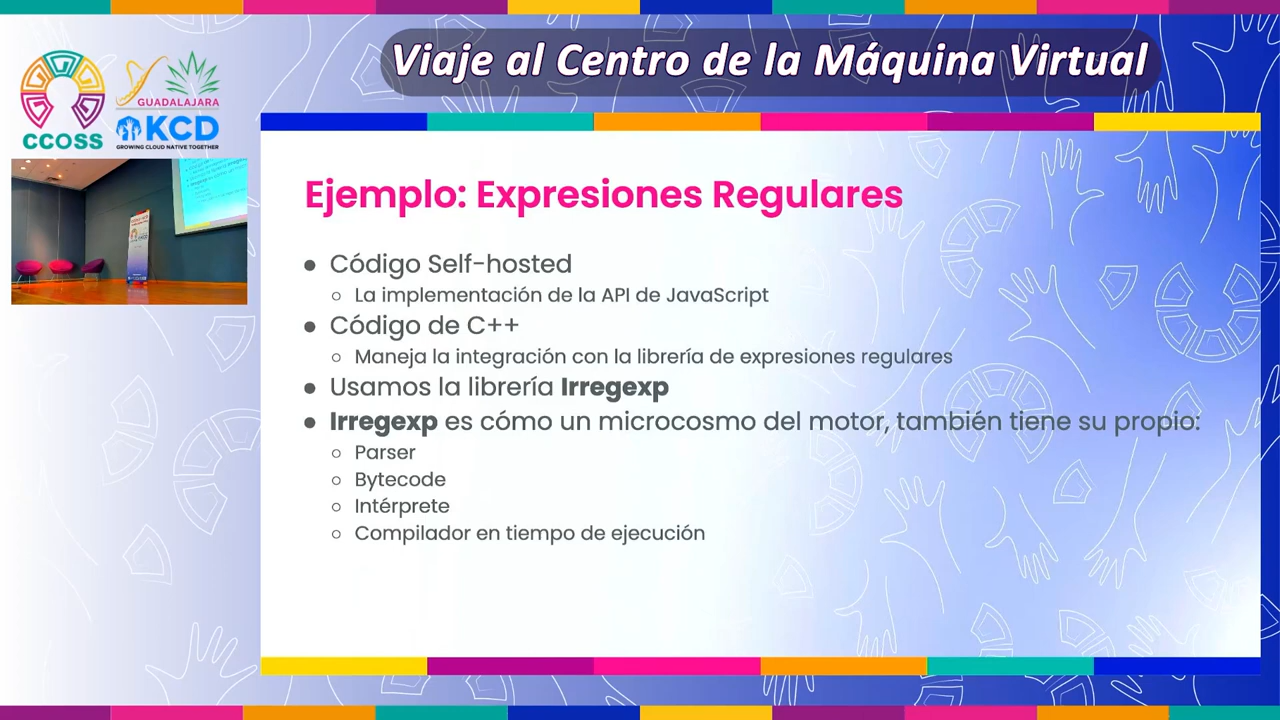 Viaje al Centro de la Máquina Virtual
CCOSS
GUADALAJARA
KCD
GROWING CLOUD NATIVE TOGETHER
Ejemplo: Expresiones Regulares
● Código Self-hosted
○ La implementación de la API de JavaScript
● Código de C++
○ Maneja la integración con la librería de expresiones regulares
● Usamos la librería Irregexp
● Irregexp es cómo un microcosmo del motor, también tiene su propio:
○ Parser
○ Bytecode
○ Intérprete
○ Compilador en tiempo de ejecución